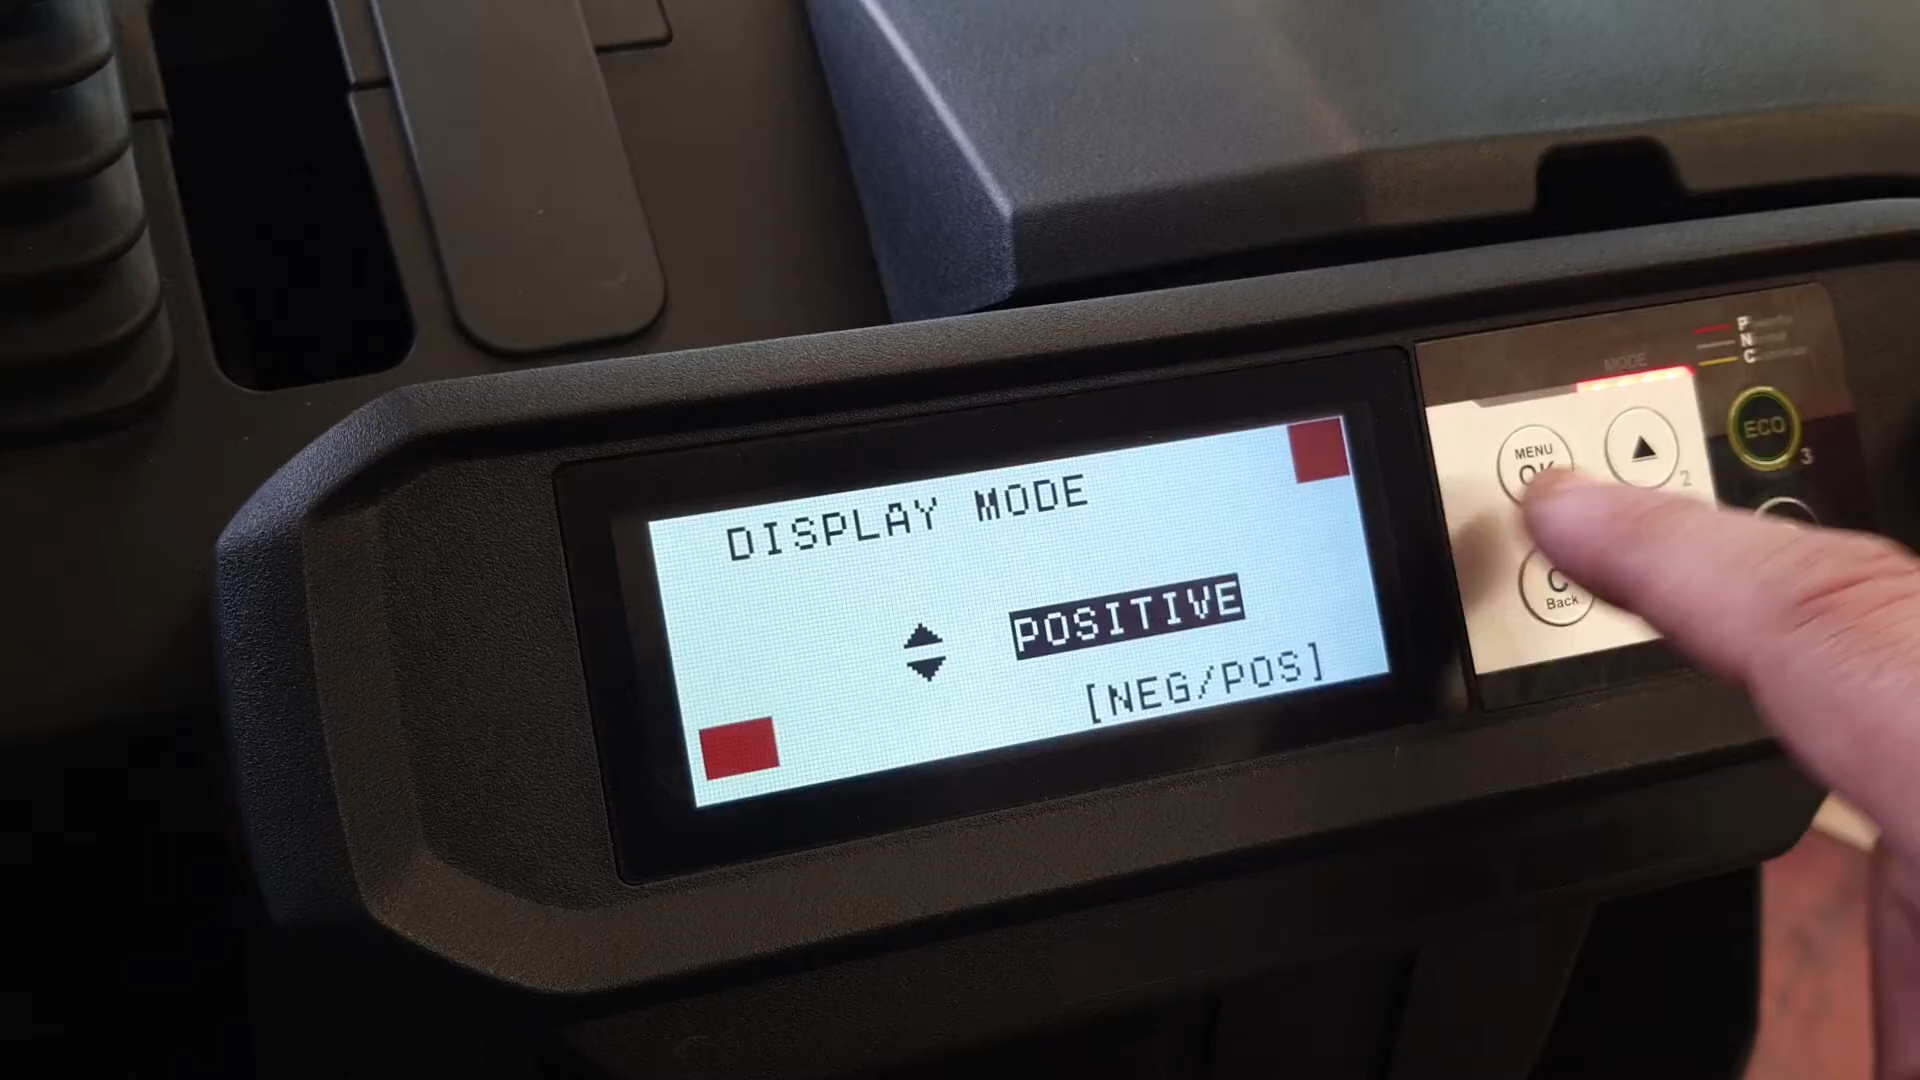 DISPLAY MODE
POSITIVE
[NEG/POS]
MODE
P
N
C
MENU
OK
2
ECO
3
C
Back